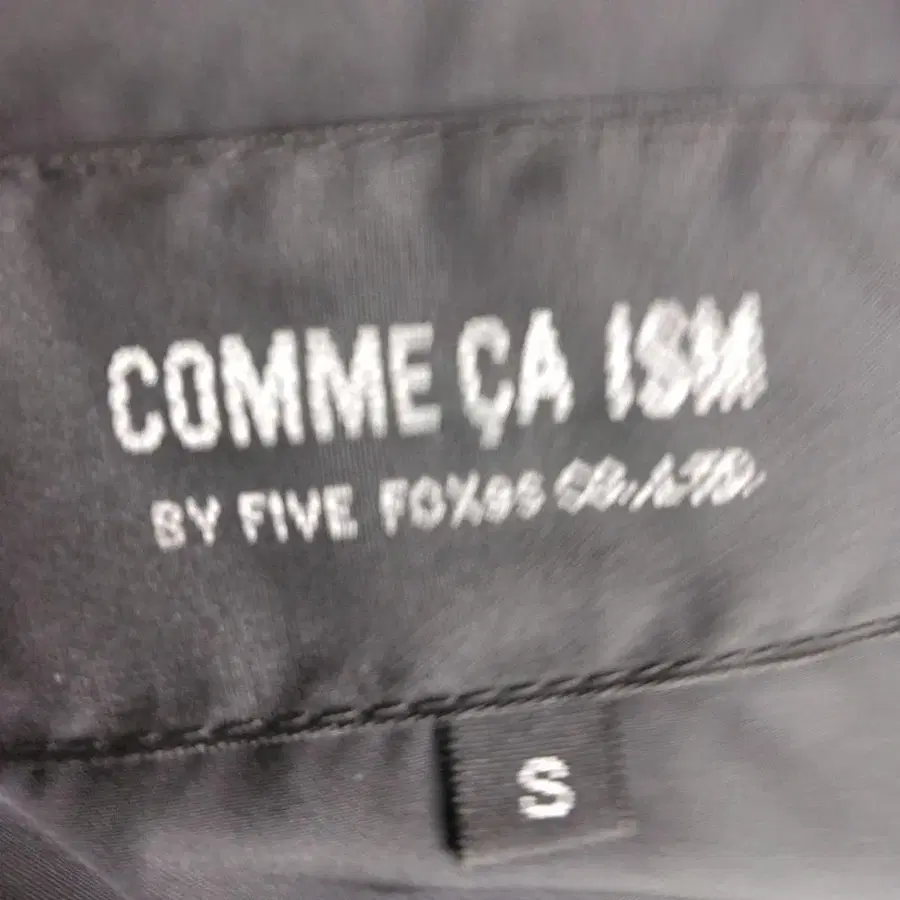 COMME ÇA ISM
BY FIVE FOXes CO.,LTD.
S